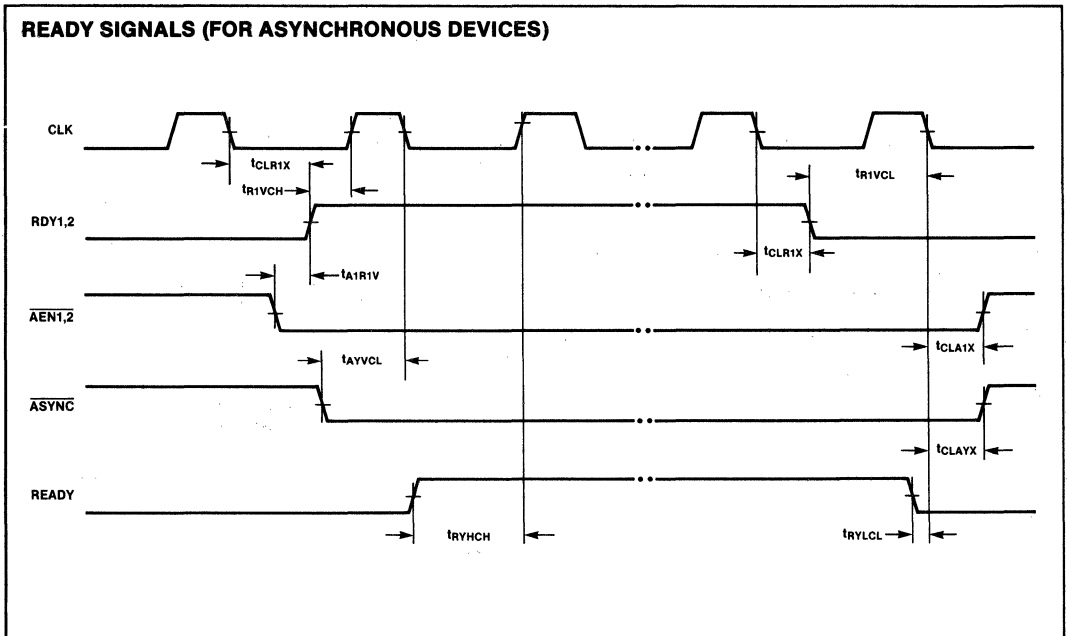 READY SIGNALS (FOR ASYNCHRONOUS DEVICES)
CLK
tCLR1X
tR1VCH
tR1VCL
RDY1,2
tCLR1X
tA1R1V
AEN1,2
tCLA1X
tAYVCL
ASYNC
tCLAYX
READY
tRYHCH
tRYLCL